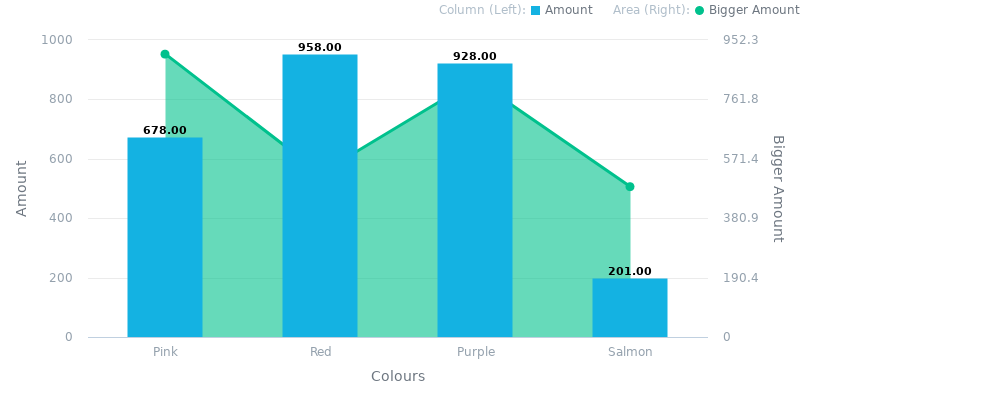 Column (Left): Amount Area (Right): Bigger Amount
1000 958.00 952.3
928.00
800 761.8
678.00
600 571.4
400 380.9
201.00
200 190.4
0 0
Amount
Bigger Amount
Pink Red Purple Salmon
Colours